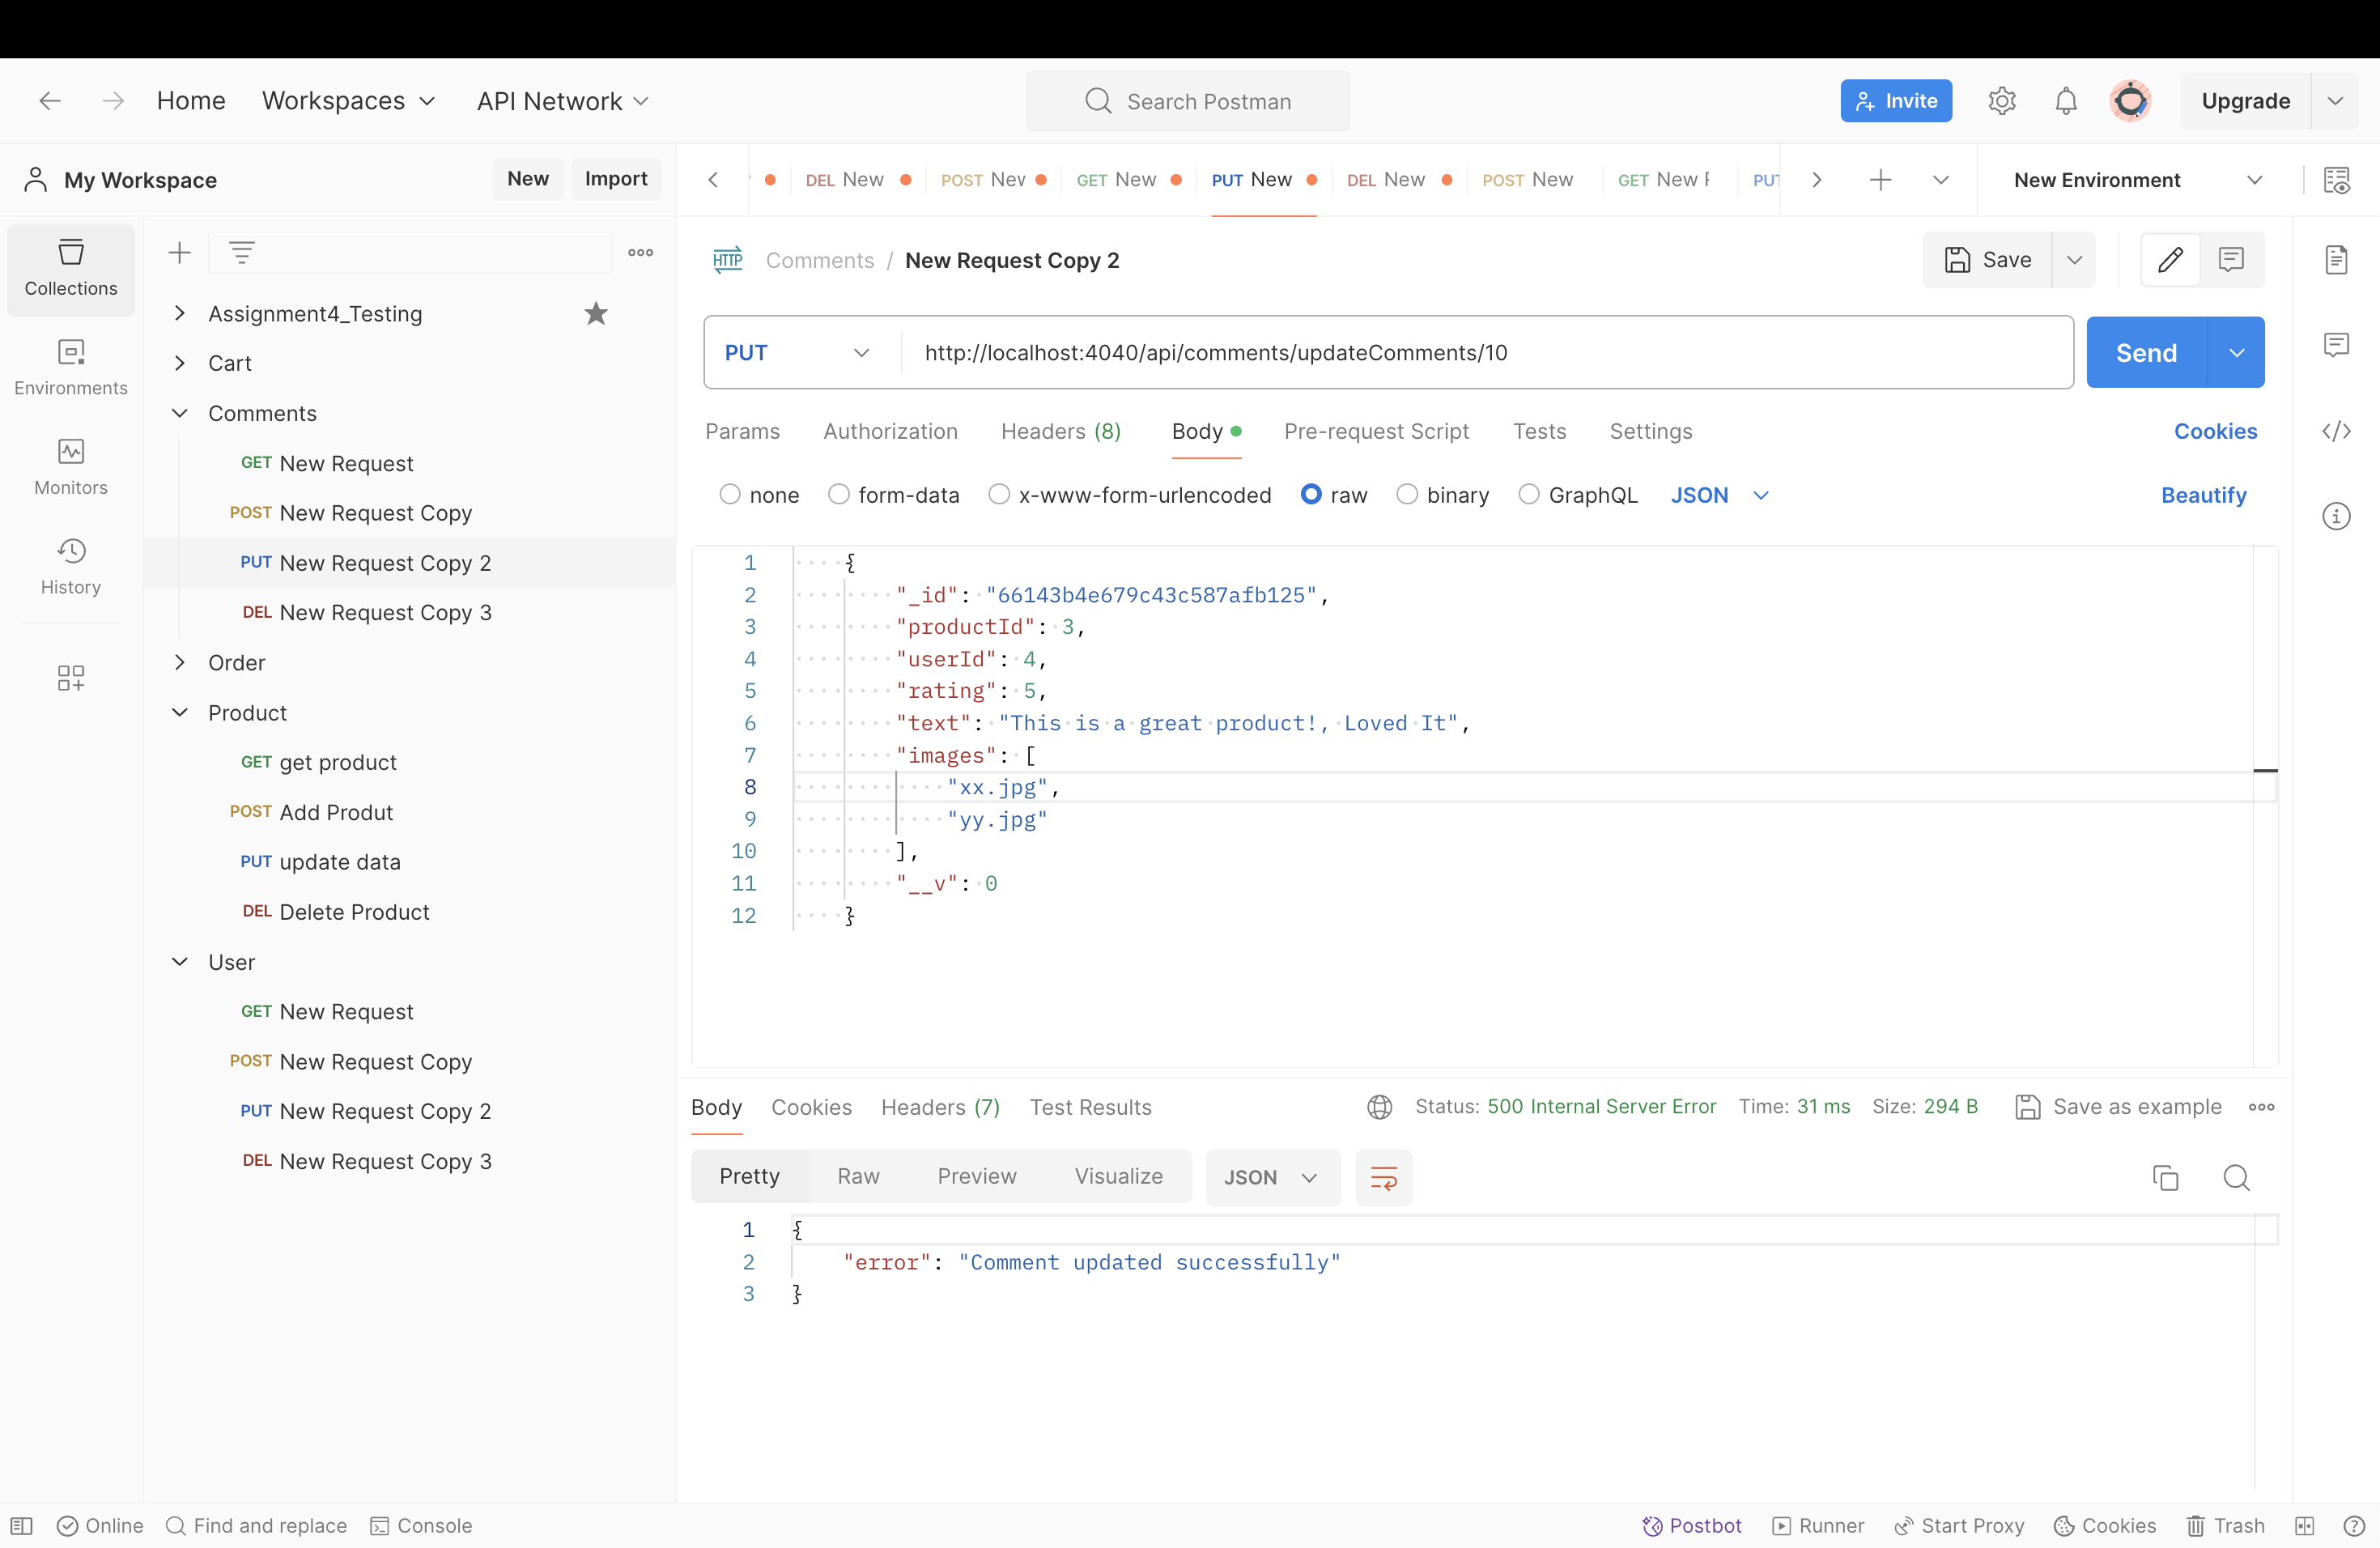 Home Workspaces API Network Search Postman Invite Upgrade
My Workspace New Import DEL New POST New GET New PUT New DEL New POST New GET New PUT New Environment
Collections
Environments
Monitors
History
Assignment4_Testing
Cart
Comments
GET New Request
POST New Request Copy
PUT New Request Copy 2
DEL New Request Copy 3
Order
Product
GET get product
POST Add Produt
PUT update data
DEL Delete Product
User
GET New Request
POST New Request Copy
PUT New Request Copy 2
DEL New Request Copy 3
HTTP Comments / New Request Copy 2 Save
PUT http://localhost:4040/api/comments/updateComments/10 Send
Params Authorization Headers (8) Body Pre-request Script Tests Settings Cookies
none form-data x-www-form-urlencoded raw binary GraphQL JSON Beautify
1 {
2 "_id": "66143b4e679c43c587afb125",
3 "productId": 3,
4 "userId": 4,
5 "rating": 5,
6 "text": "This is a great product!, Loved It",
7 "images": [
8 "xx.jpg",
9 "yy.jpg"
10 ],
11 "__v": 0
12 }
Body Cookies Headers (7) Test Results Status: 500 Internal Server Error Time: 31 ms Size: 294 B Save as example
Pretty Raw Preview Visualize JSON
1 {
2 "error": "Comment updated successfully"
3 }
Online Find and replace Console Postbot Runner Start Proxy Cookies Trash